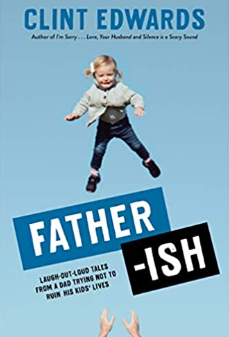 CLINT EDWARDS
Author of I'm Sorry . . . Love, Your Husband and Silence is a Scary Sound
FATHER
-ISH
LAUGH-OUT-LOUD TALES
FROM A DAD TRYING NOT TO
RUIN HIS KIDS' LIVES